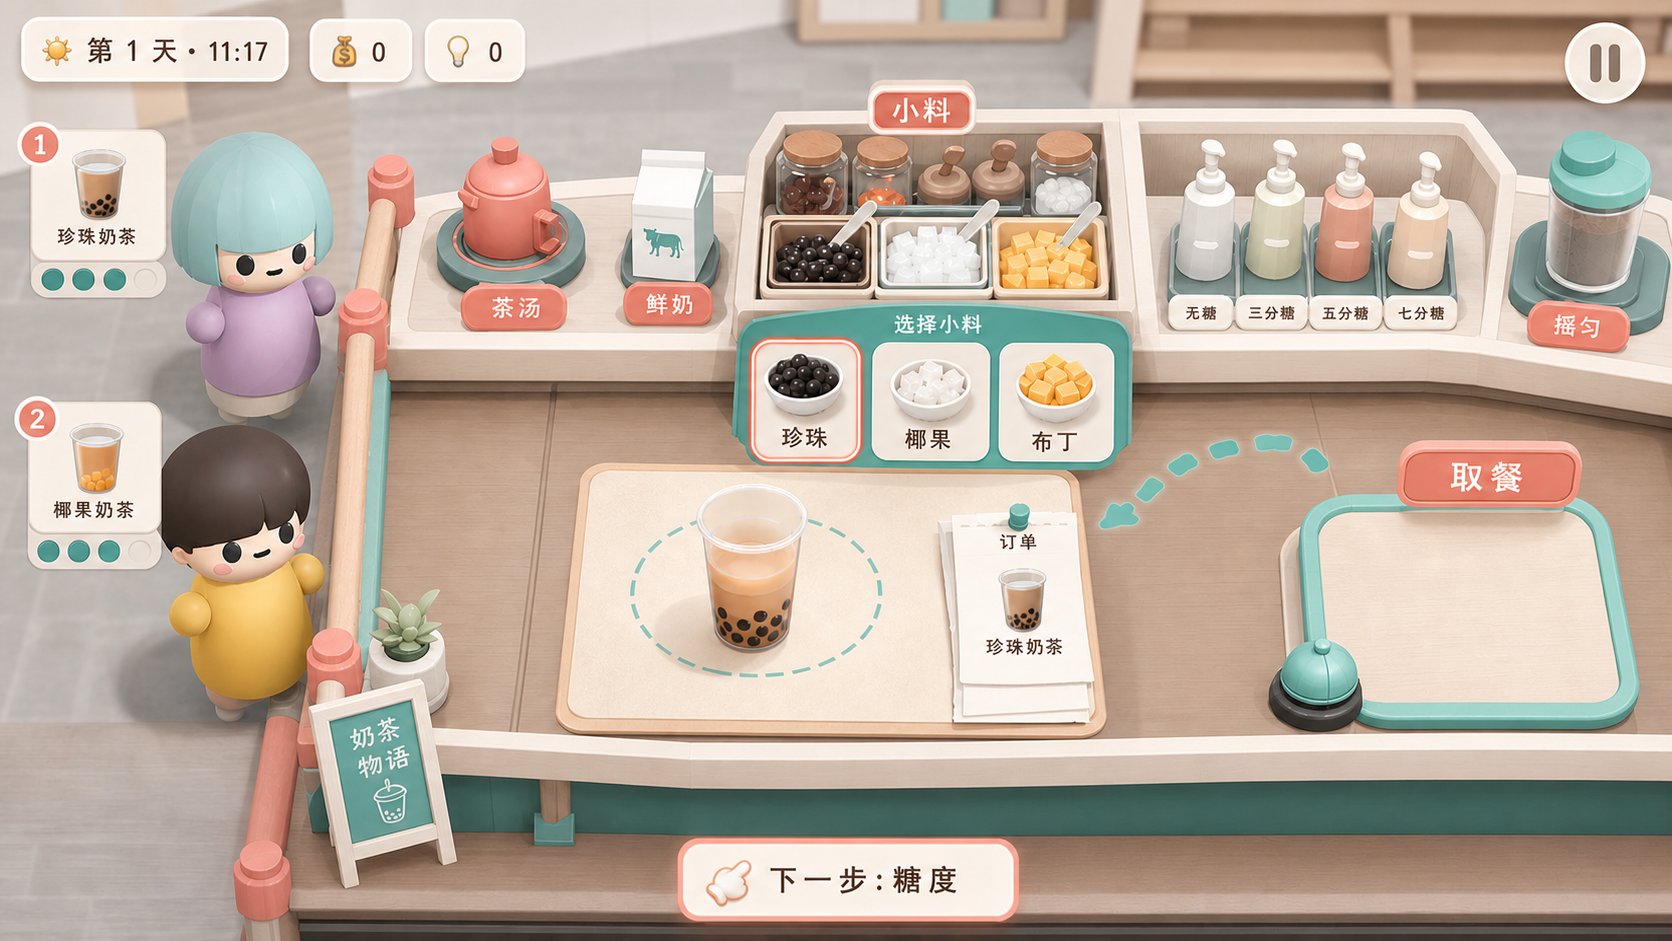 第 1 天·11:17
0
0
1
珍珠奶茶
2
椰果奶茶
小料
茶汤
鲜奶
无糖
三分糖
五分糖
七分糖
摇匀
选择小料
珍珠
椰果
布丁
取餐
订单
珍珠奶茶
奶茶
物语
下一步:糖度